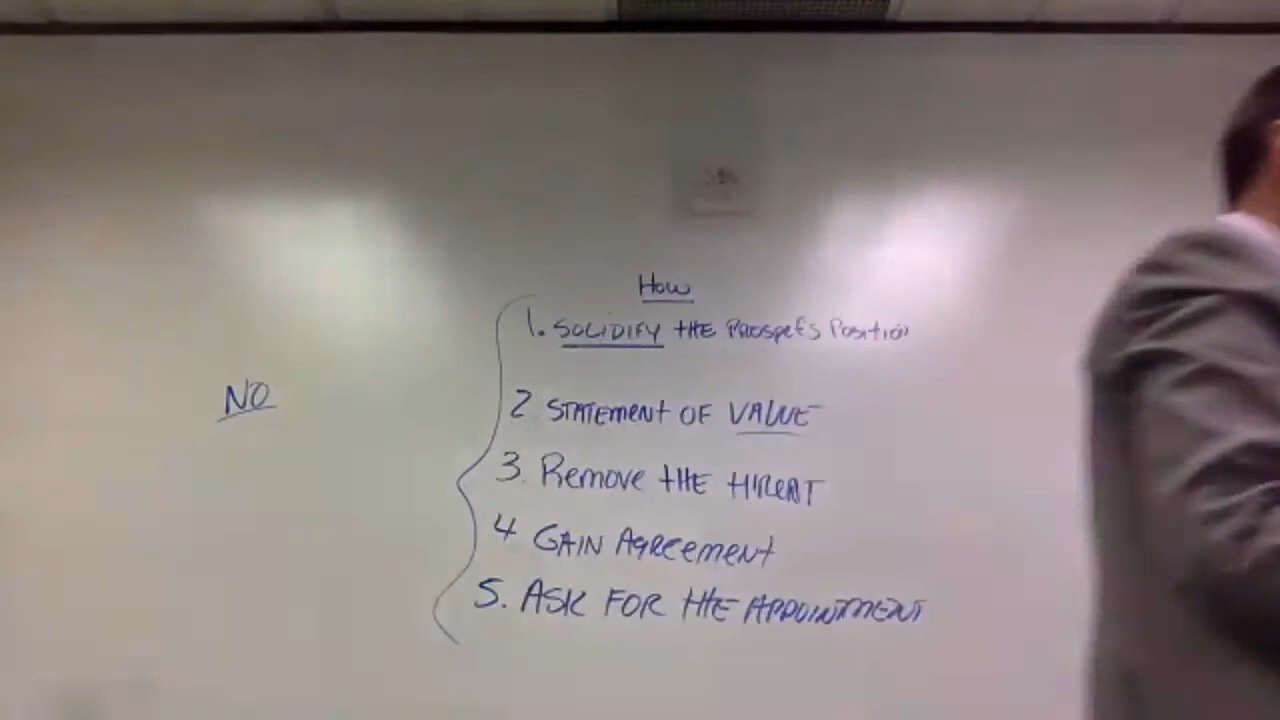 How
1. SOLIDIFY THE PROSPECTS POSITION
NO
2 STATEMENT OF VALUE
3. Remove THE THREAT
4 GAIN AGREEMENT
5. ASK FOR THE APPOINTMENT